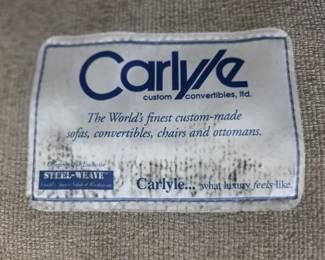 Carlyle
custom convertibles, ltd.
The World's finest custom-made
sofas, convertibles, chairs and ottomans.
STEEL-WEAVE™
Carlyle... what luxury feels like.